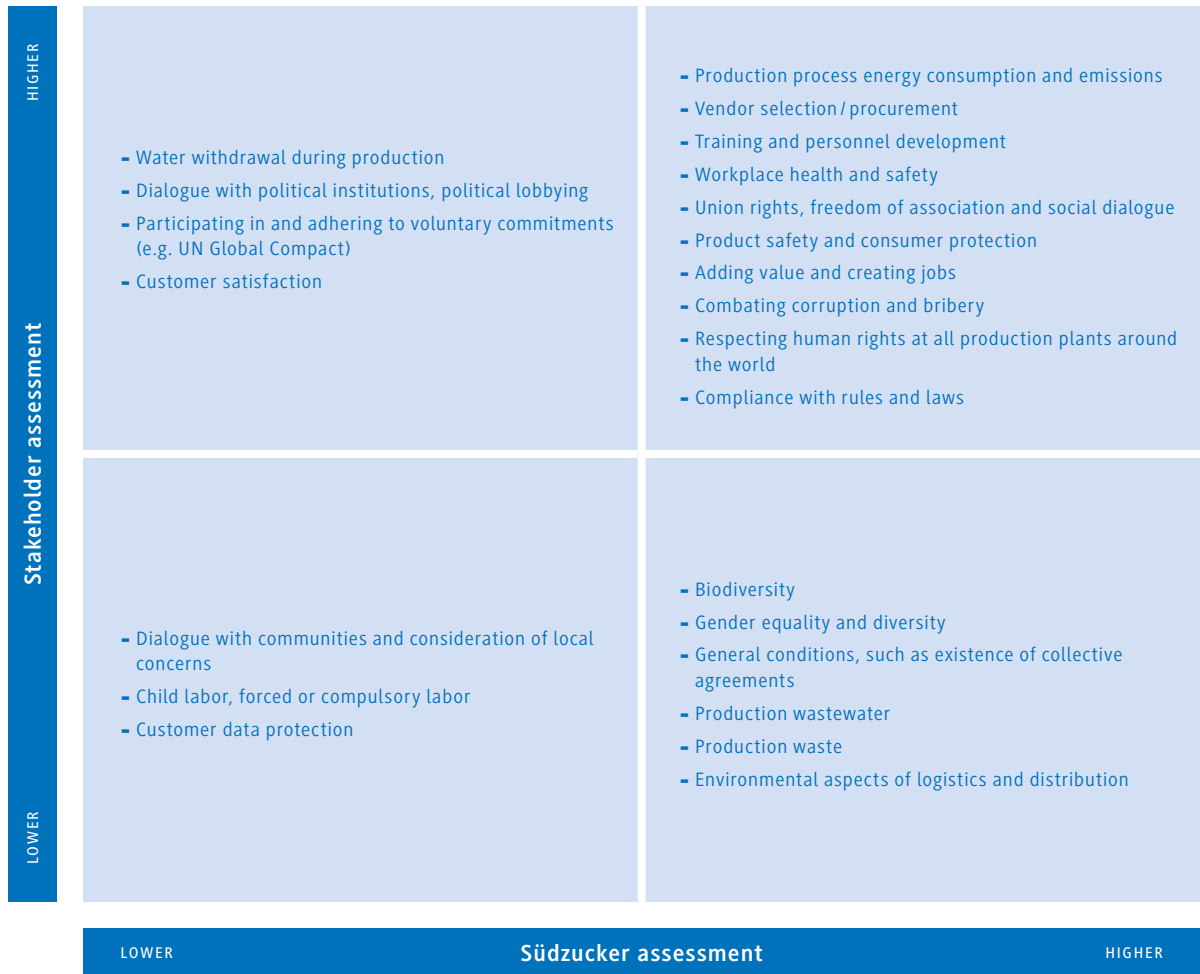 HIGHER
Stakeholder assessment
LOWER
- Water withdrawal during production
- Dialogue with political institutions, political lobbying
- Participating in and adhering to voluntary commitments
(e.g. UN Global Compact)
- Customer satisfaction
- Production process energy consumption and emissions
- Vendor selection / procurement
- Training and personnel development
- Workplace health and safety
- Union rights, freedom of association and social dialogue
- Product safety and consumer protection
- Adding value and creating jobs
- Combating corruption and bribery
- Respecting human rights at all production plants around
the world
- Compliance with rules and laws
- Dialogue with communities and consideration of local
concerns
- Child labor, forced or compulsory labor
- Customer data protection
- Biodiversity
- Gender equality and diversity
- General conditions, such as existence of collective
agreements
- Production wastewater
- Production waste
- Environmental aspects of logistics and distribution
LOWER
Südzucker assessment
HIGHER